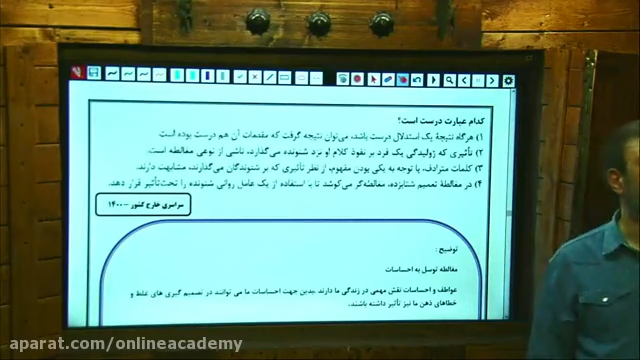 کدام عبارت درست است؟
۱) هرگاه نتیجهٔ یک استدلال درست باشد، می‌توان نتیجه گرفت که مقدمات آن هم درست بوده است
۲) تأثیری که ژولیدگی یک فرد بر نفوذ کلام او نزد شنونده می‌گذارد، ناشی از نوعی مغالطه است.
۳) کلمات مترادف، با توجه به یکی بودن مفهوم، از نظر تأثیری که بر شنوندگان می‌گذارند، مشابهت دارند.
۴) در مغالطهٔ تعمیم شتابزده، مغالطه‌گر می‌کوشد تا با استفاده از یک عامل روانی شنونده را تحت‌تأثیر قرار دهد.
سراسری خارج کشور - ۱۴۰۰
توضیح :
مغالطه توسل به احساسات
عواطف و احساسات نقش مهمی در زندگی ما دارند .بدین جهت احساسات ما می توانند در تصمیم گیری های غلط و
خطاهای ذهن ما نیز تأثیر داشته باشند.
aparat.com/onlineacademy